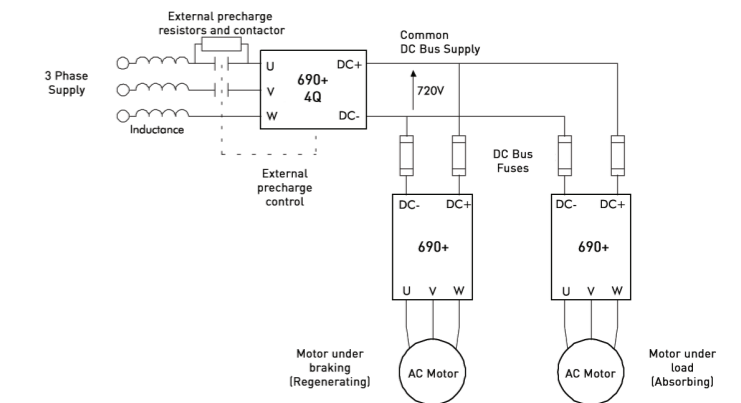 External precharge
resistors and contactor
Common
DC Bus Supply
3 Phase
Supply
U
DC+
690+
4Q
V
720V
W
DC-
Inductance
External
precharge
control
DC Bus
Fuses
DC-
DC+
DC-
DC+
690+
690+
U
V
W
U
V
W
Motor under
braking
(Regenerating)
AC Motor
AC Motor
Motor under
load
(Absorbing)